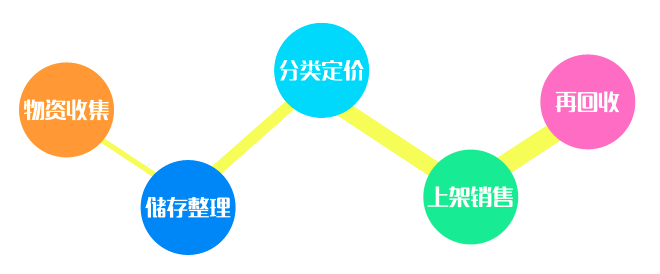 物资收集
储存整理
分类定价
上架销售
再回收